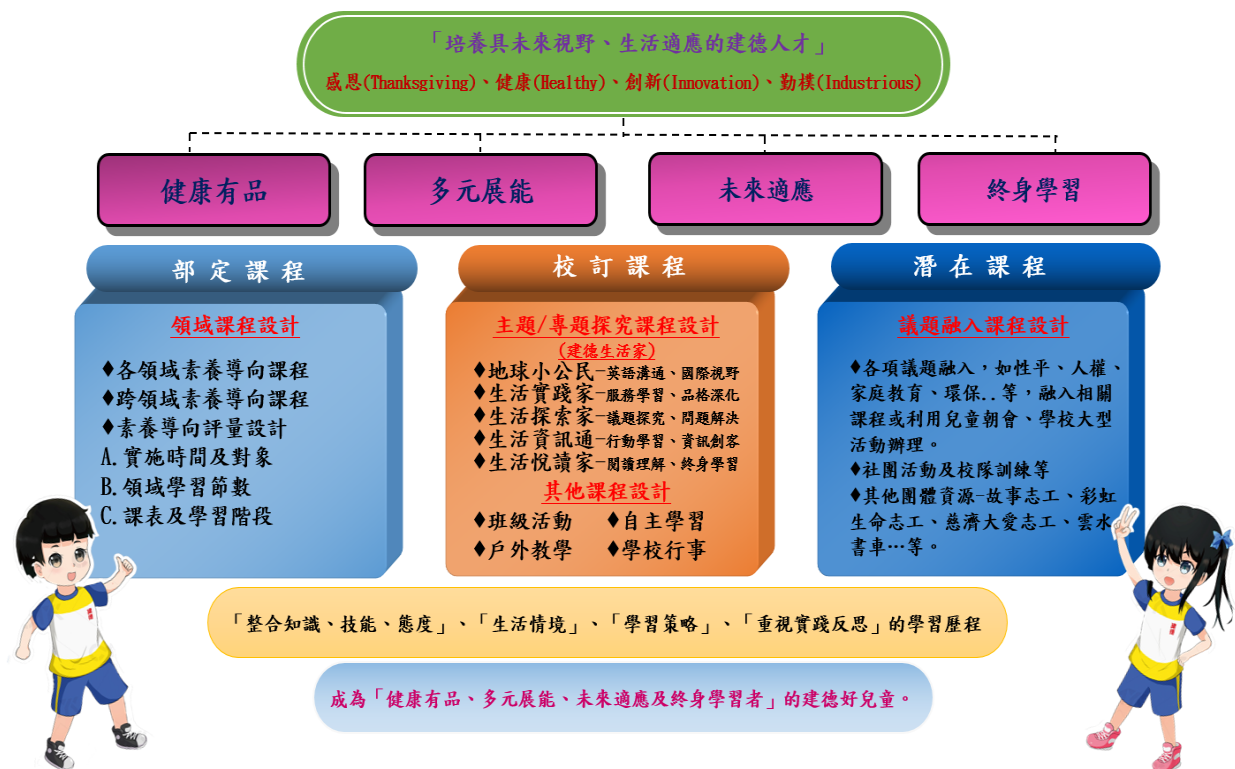 「培養具未來視野、生活適應的建德人才」
感恩(Thanksgiving)、健康(Healthy)、創新(Innovation)、勤樸(Industrious)
健康有品
多元展能
未來適應
終身學習
部定課程
領域課程設計
◆各領域素養導向課程
◆跨領域素養導向課程
◆素養導向評量設計
A.實施時間及對象
B.領域學習節數
C.課表及學習階段
校訂課程
主題/專題探究課程設計
(建德生活家)
◆地球小公民-英語溝通、國際視野
◆生活實踐家-服務學習、品格深化
◆生活探索家-議題探究、問題解決
◆生活資訊通-行動學習、資訊創客
◆生活悅讀家-閱讀理解、終身學習
其他課程設計
◆班級活動 ◆自主學習
◆戶外教學 ◆學校行事
潛在課程
議題融入課程設計
◆各項議題融入，如性平、人權、
家庭教育、環保..等，融入相關
課程或利用兒童朝會、學校大型
活動辦理。
◆社團活動及校隊訓練等
◆其他團體資源-故事志工、彩虹
生命志工、慈濟大愛志工、雲水
書車…等。
「整合知識、技能、態度」、「生活情境」、「學習策略」、「重視實踐反思」的學習歷程
成為「健康有品、多元展能、未來適應及終身學習者」的建德好兒童。
建德
建德